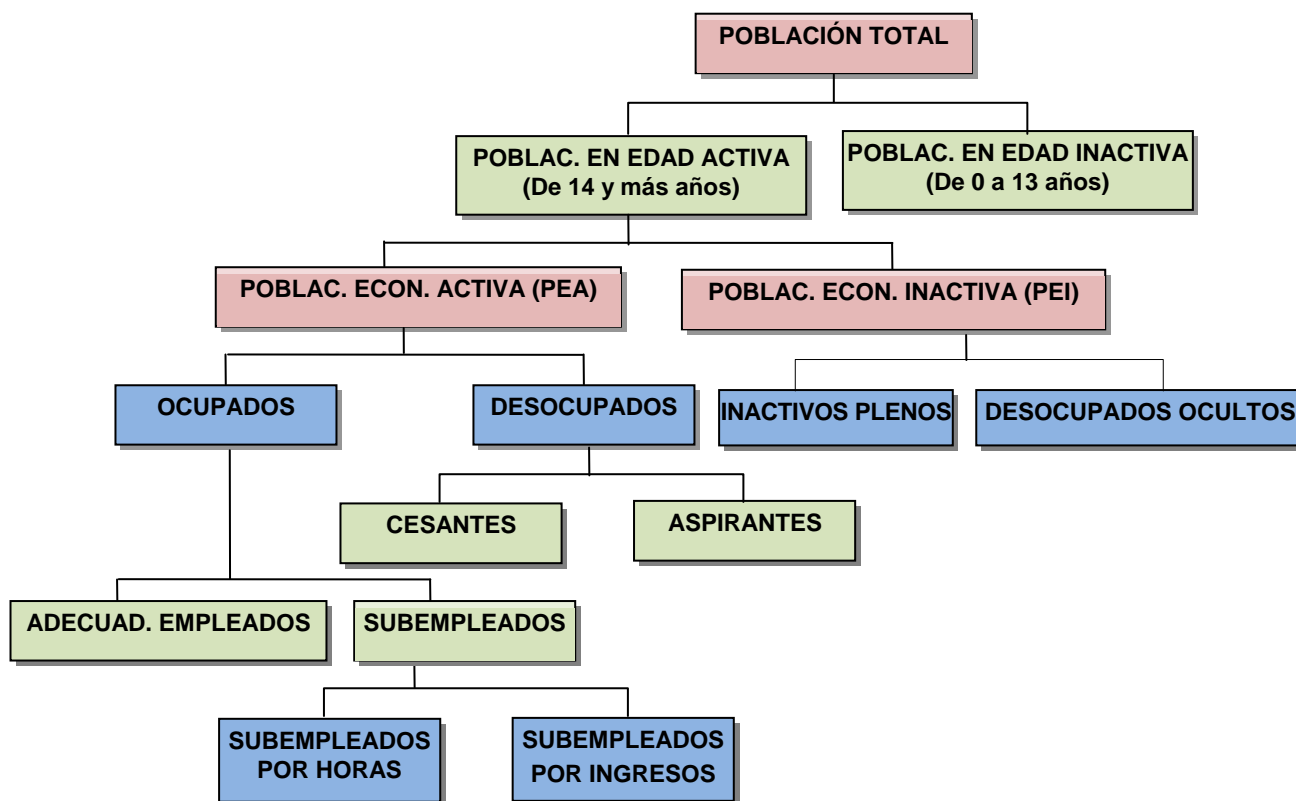 POBLACIÓN TOTAL
POBLAC. EN EDAD ACTIVA
(De 14 y más años)
POBLAC. EN EDAD INACTIVA
(De 0 a 13 años)
POBLAC. ECON. ACTIVA (PEA)
POBLAC. ECON. INACTIVA (PEI)
OCUPADOS
DESOCUPADOS
INACTIVOS PLENOS
DESOCUPADOS OCULTOS
CESANTES
ASPIRANTES
ADECUAD. EMPLEADOS
SUBEMPLEADOS
SUBEMPLEADOS
POR HORAS
SUBEMPLEADOS
POR INGRESOS